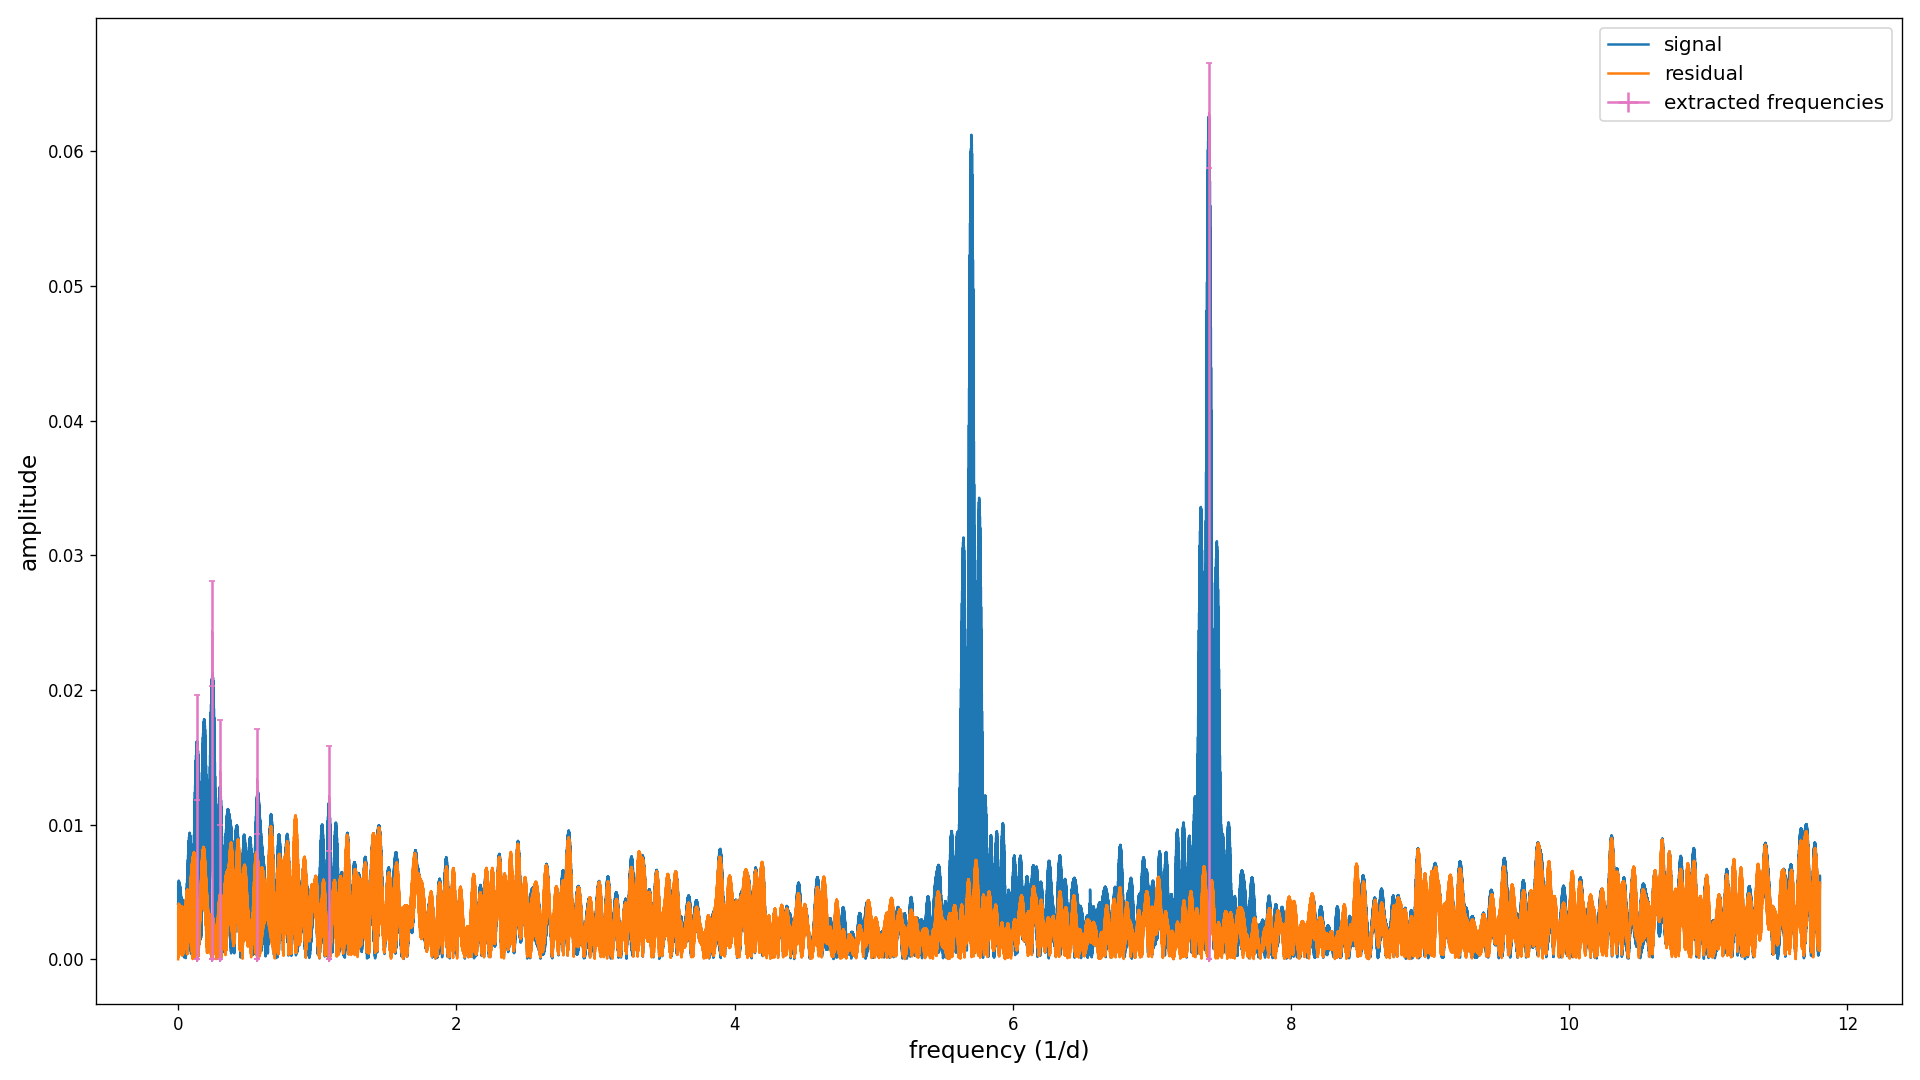 signal
residual
extracted frequencies
amplitude
0.06
0.05
0.04
0.03
0.02
0.01
0.00
0 2 4 6 8 10 12
frequency (1/d)